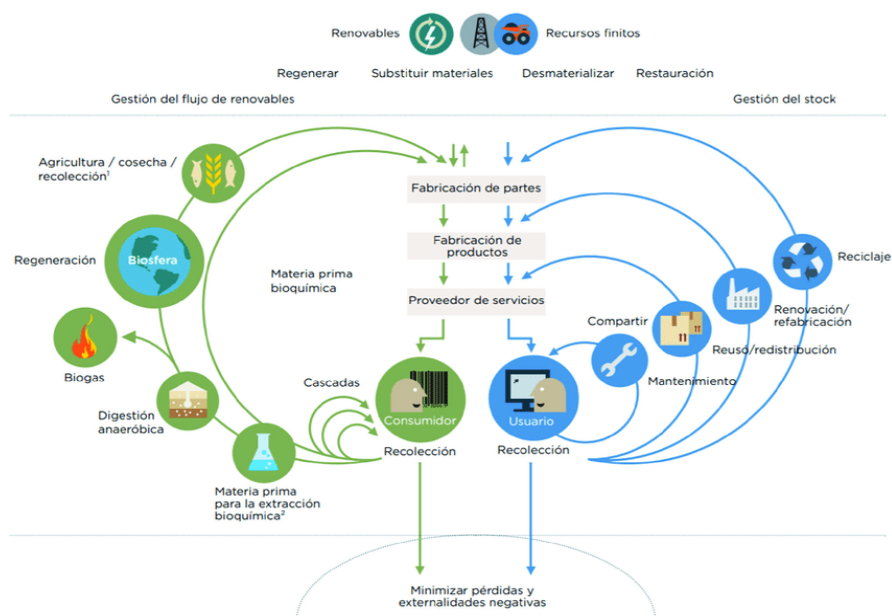 Renovables
Recursos finitos
Regenerar
Substituir materiales
Desmaterializar
Restauración
Gestión del flujo de renovables
Gestión del stock
Agricultura / cosecha /
recolección¹
Regeneración
Biosfera
Biogas
Digestión
anaeróbica
Materia prima
para la extracción
bioquímica²
Materia prima
bioquímica
Cascadas
Fabricación de partes
Fabricación de
productos
Proveedor de servicios
Consumidor
Recolección
Usuario
Recolección
Compartir
Mantenimiento
Reuso/redistribución
Renovación/
refabricación
Reciclaje
Minimizar pérdidas y
externalidades negativas